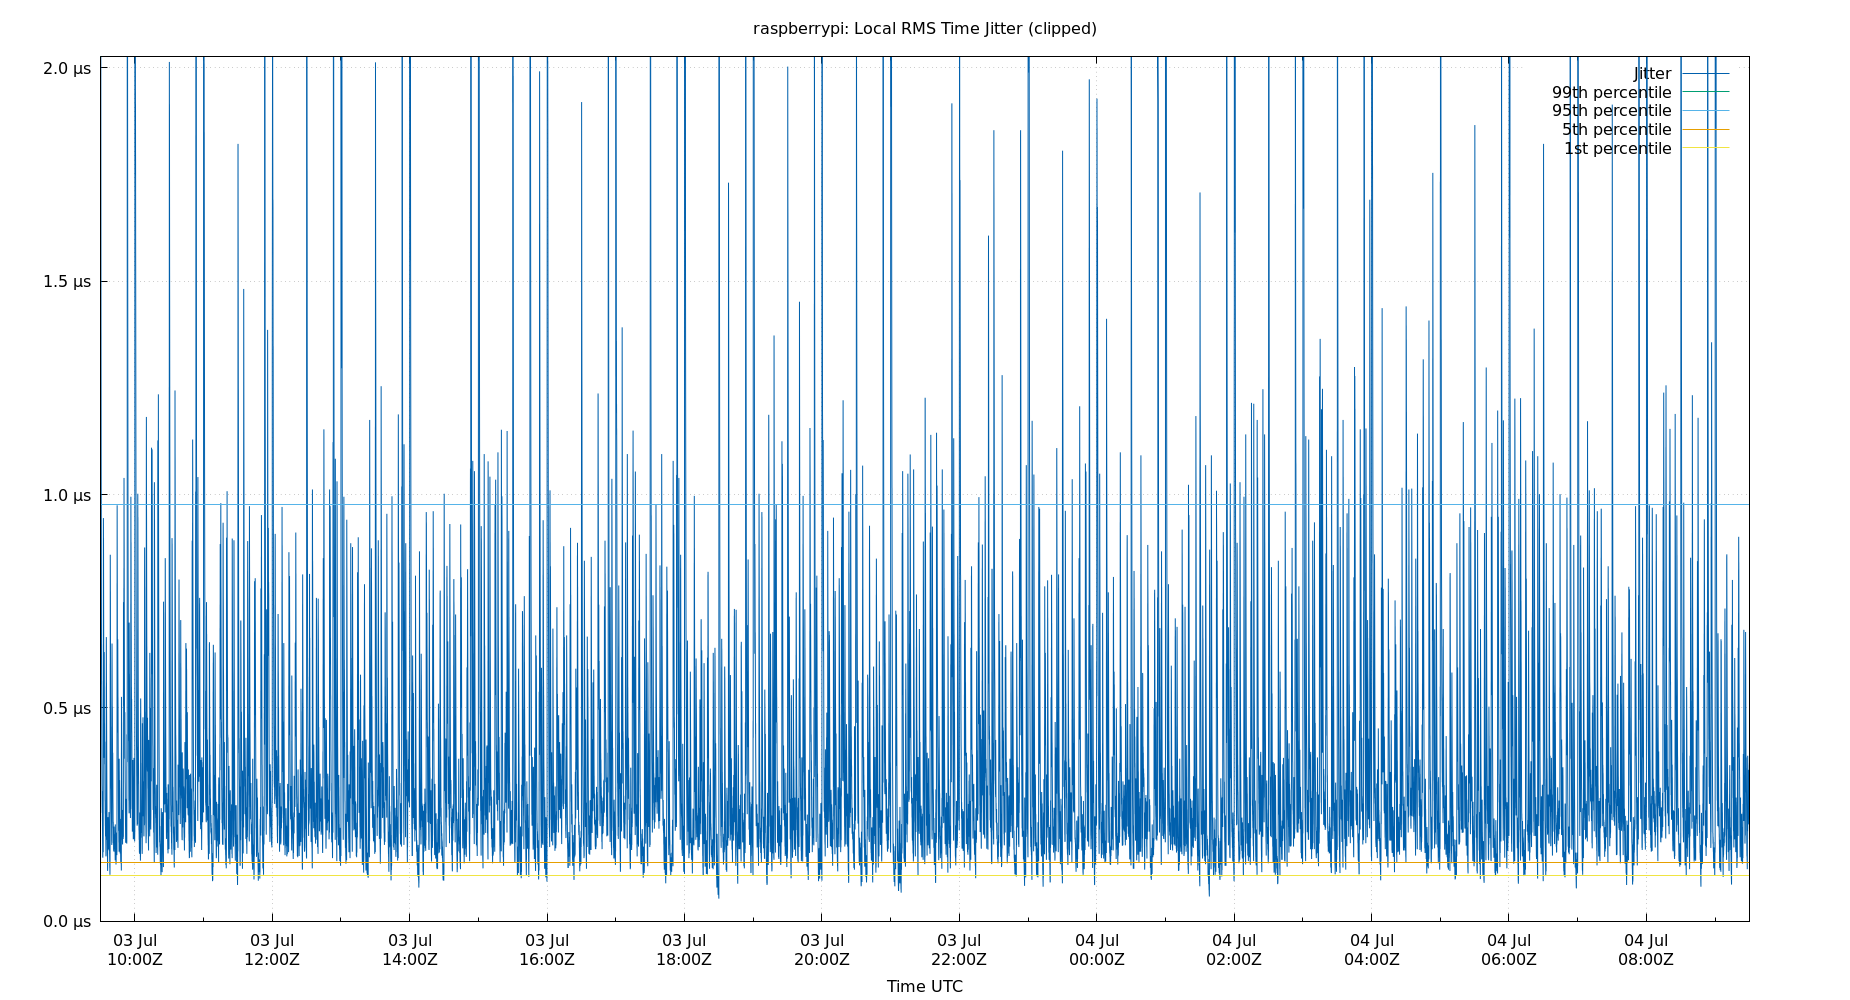 raspberrypi: Local RMS Time Jitter (clipped)
2.0 µs
1.5 µs
1.0 µs
0.5 µs
0.0 µs
Jitter
99th percentile
95th percentile
5th percentile
1st percentile
03 Jul 03 Jul 03 Jul 03 Jul 03 Jul 03 Jul 03 Jul 04 Jul 04 Jul 04 Jul 04 Jul 04 Jul
10:00Z 12:00Z 14:00Z 16:00Z 18:00Z 20:00Z 22:00Z 00:00Z 02:00Z 04:00Z 06:00Z 08:00Z
Time UTC